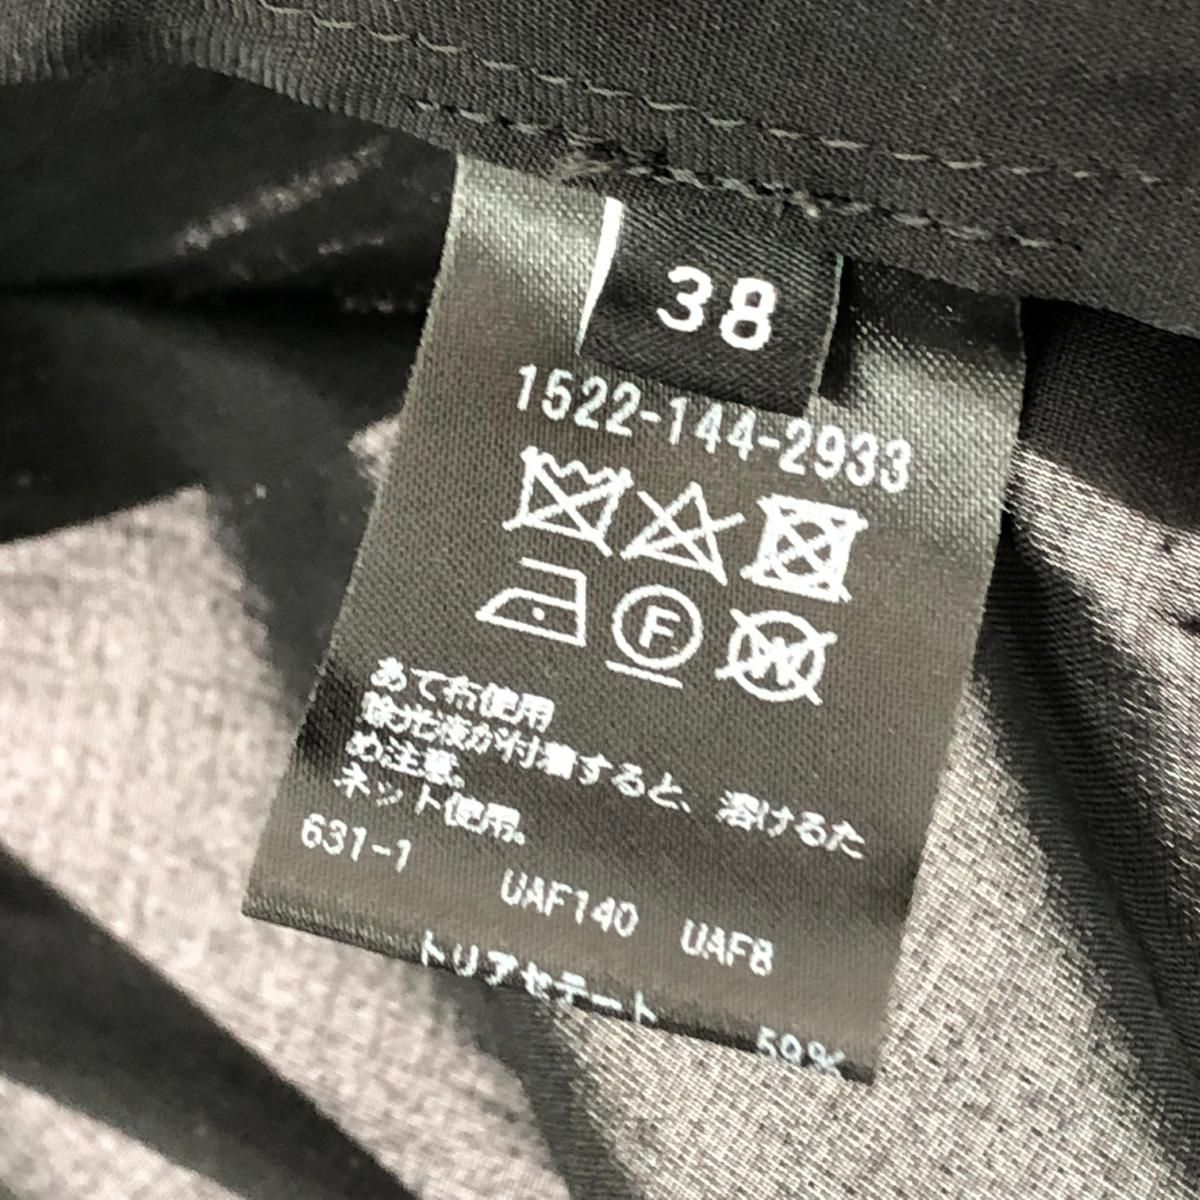 38
1522-144-2933
F
W
あて布使用
除光液が付着すると、溶けるた
め注意。
ネット使用。
631-1 UAF140 UAF8
トリアセテート 59%